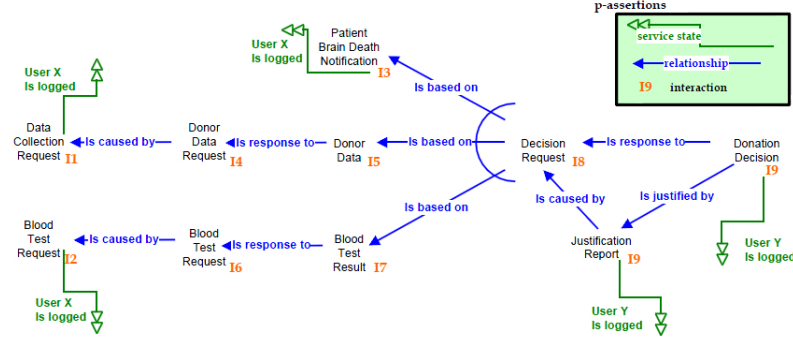 p-assertions
service state
relationship
I9 interaction
User X
Is logged
Patient
Brain Death
Notification
I3
User X
Is logged
Is based on
Data
Collection
Request I1
Is caused by
Donor
Data
Request I4
Is response to
Donor
Data I5
Is based on
Decision
Request I8
Is response to
Donation
Decision
I9
Is based on
Is caused by
Is justified by
Blood
Test
Request I2
Is caused by
Blood
Test
Request I6
Is response to
Blood
Test
Result I7
Justification
Report I9
User Y
Is logged
User X
Is logged
User Y
Is logged